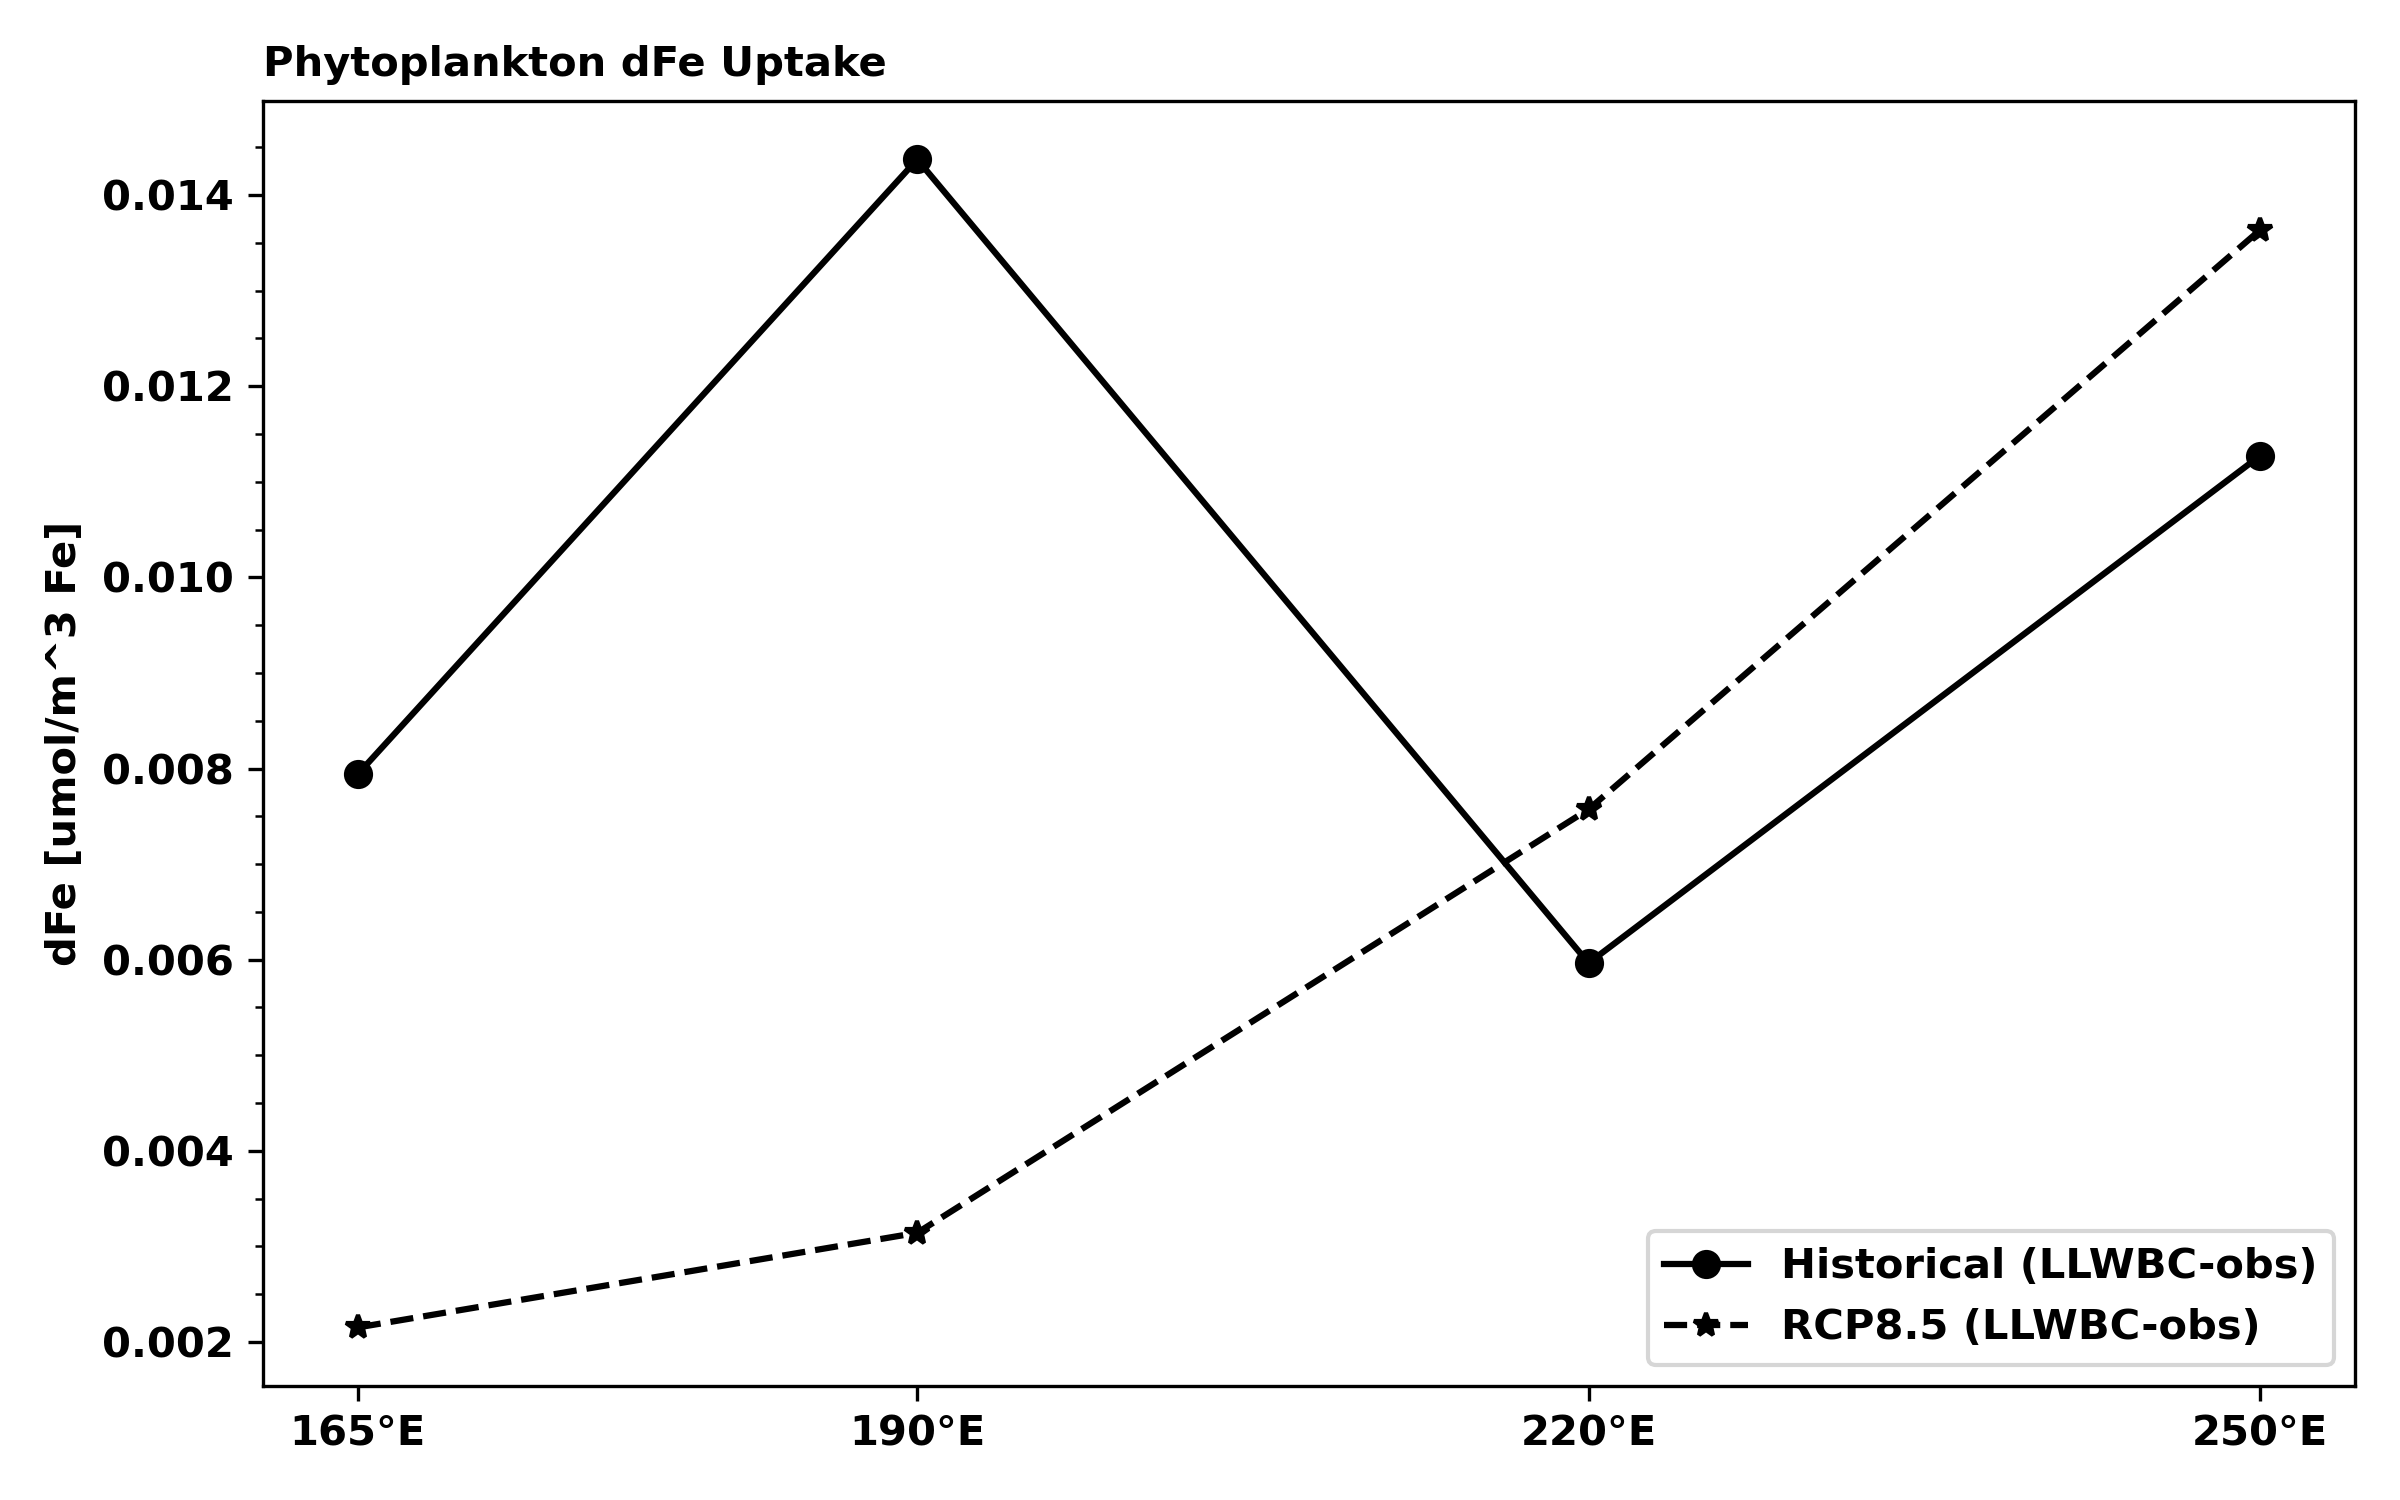 Phytoplankton dFe Uptake
dFe [umol/m^3 Fe]
0.014
0.012
0.010
0.008
0.006
0.004
0.002
165°E
190°E
220°E
250°E
Historical (LLWBC-obs)
RCP8.5 (LLWBC-obs)